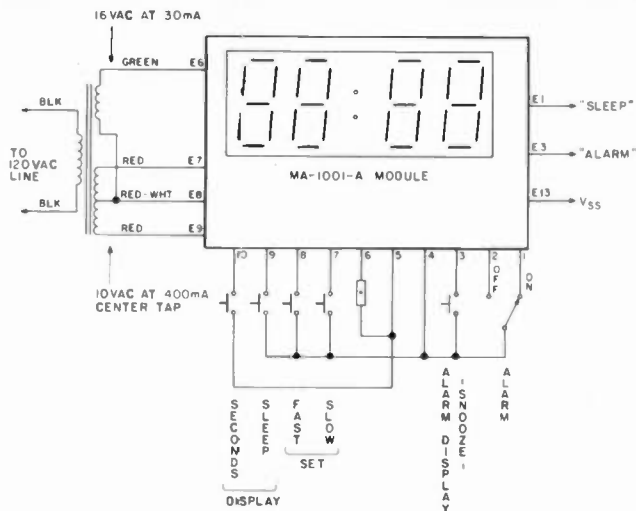 16VAC AT 30mA
GREEN E6
BLK
E1 "SLEEP"
TO
120VAC
LINE
E3 "ALARM"
RED E7
MA-1001-A MODULE
RED-WHT E8
E13 VSS
BLK
RED E9
10VAC AT 400mA
CENTER TAP
10 9 8 7 6 5 4 3 2 1
OFF
ON
SECONDS
SLEEP
FAST
SLOW
ALARM DISPLAY
(SNOOZE)
ALARM
SET
DISPLAY